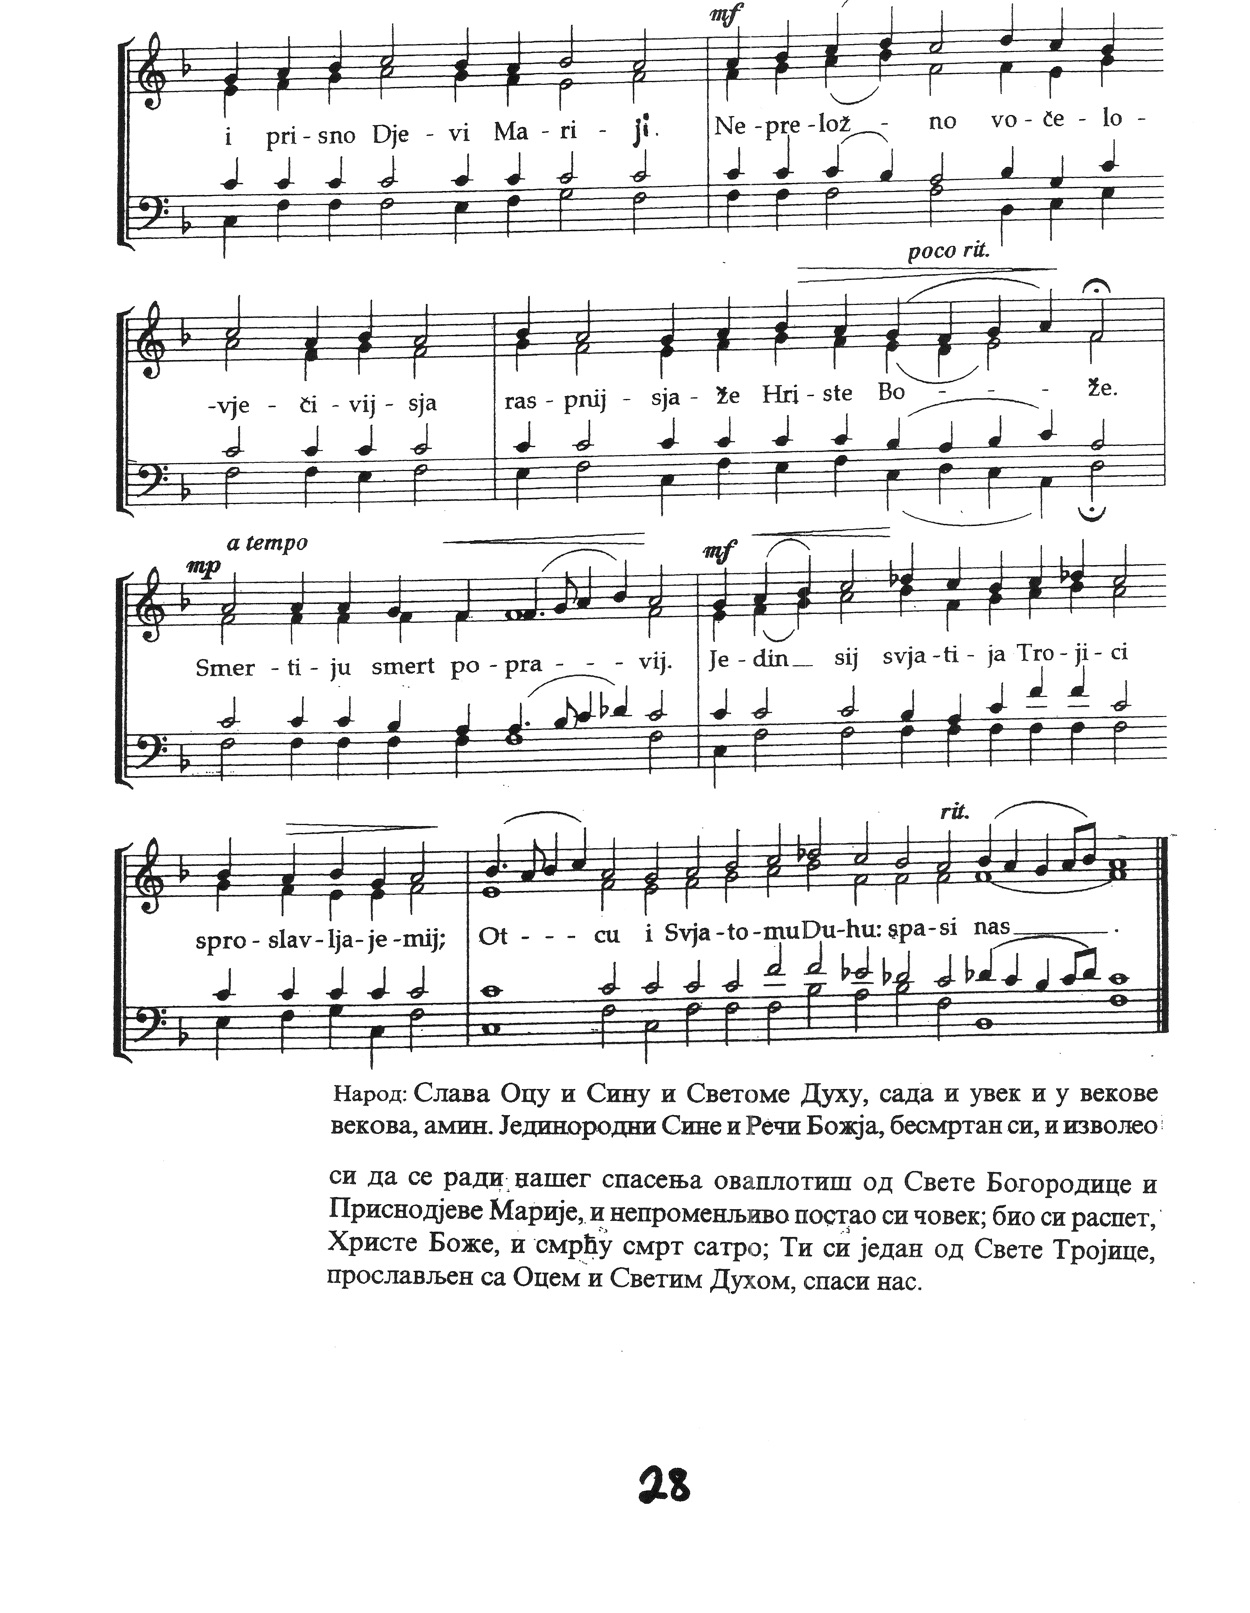 mf
i pri - sno Dje - vi Ma - ri - ji. Ne - pre - lož - no vo - če - lo -
poco rit.
-vje - či - vij - sja ras - pnij - sja - že Hri - ste Bo - - - že.
a tempo
mp mf
Smer - ti - ju smert po - pra - - - vij. Je - din sij svja - ti - ja Tro - ji - ci
rit.
spro - slav - lja - je - mij; Ot - - - cu i Svja - to - mu Du - hu: spa - si nas .
Народ: Слава Оцу и Сину и Светоме Духу, сада и увек и у векове
векова, амин. Јединородни Сине и Речи Божја, бесмртан си, и изволео
си да се ради нашег спасења оваплотиш од Свете Богородице и
Приснодјеве Марије, и непроменљиво постао си човек; био си распет,
Христе Боже, и смрћу смрт сатро; Ти си један од Свете Тројице,
прослављен са Оцем и Светим Духом, спаси нас.
28